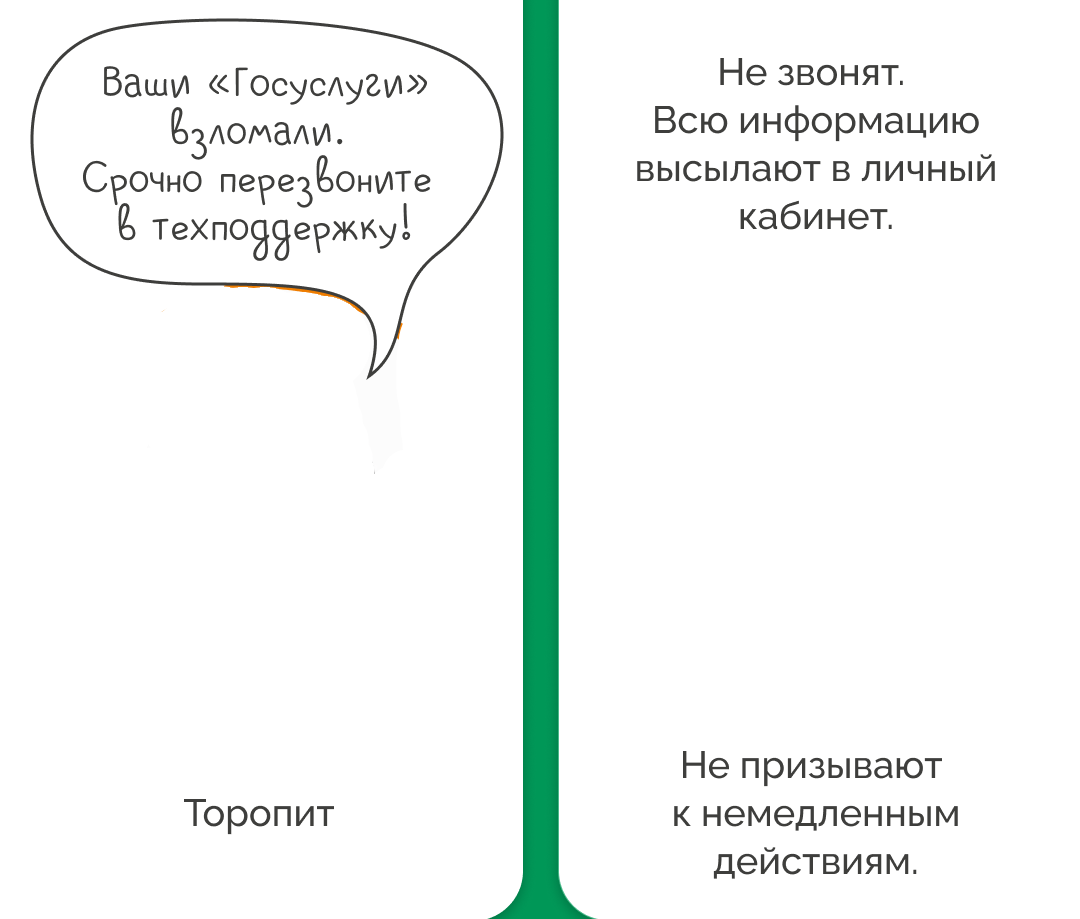 Ваши «Госуслуги»
взломали.
Срочно перезвоните
в техподдержку!
Не звонят.
Всю информацию
высылают в личный
кабинет.
Торопит
Не призывают
к немедленным
действиям.